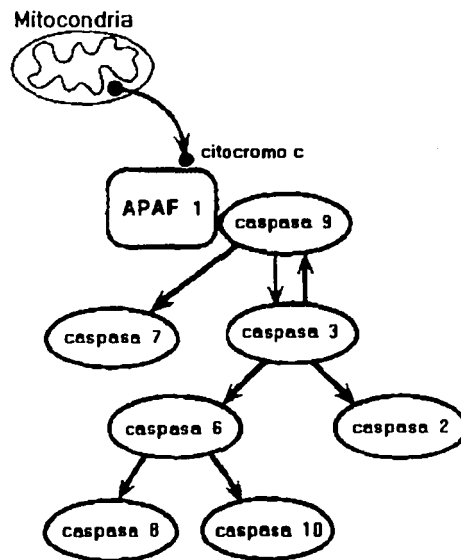 Mitocondria
citocromo c
APAF 1
caspasa 9
caspasa 7
caspasa 3
caspasa 6
caspasa 2
caspasa 8
caspasa 10